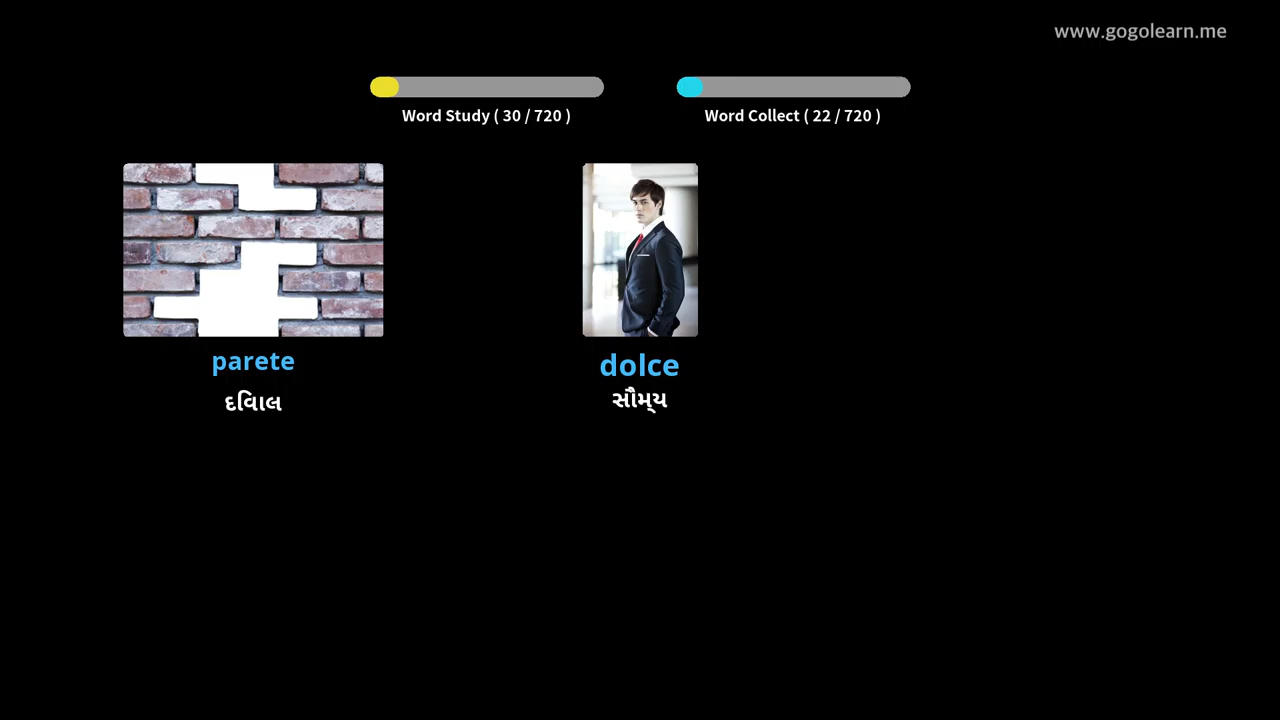 www.gogolearn.me
Word Study ( 30 / 720 )
Word Collect ( 22 / 720 )
parete
દિવાલ
dolce
સૌમ્ય